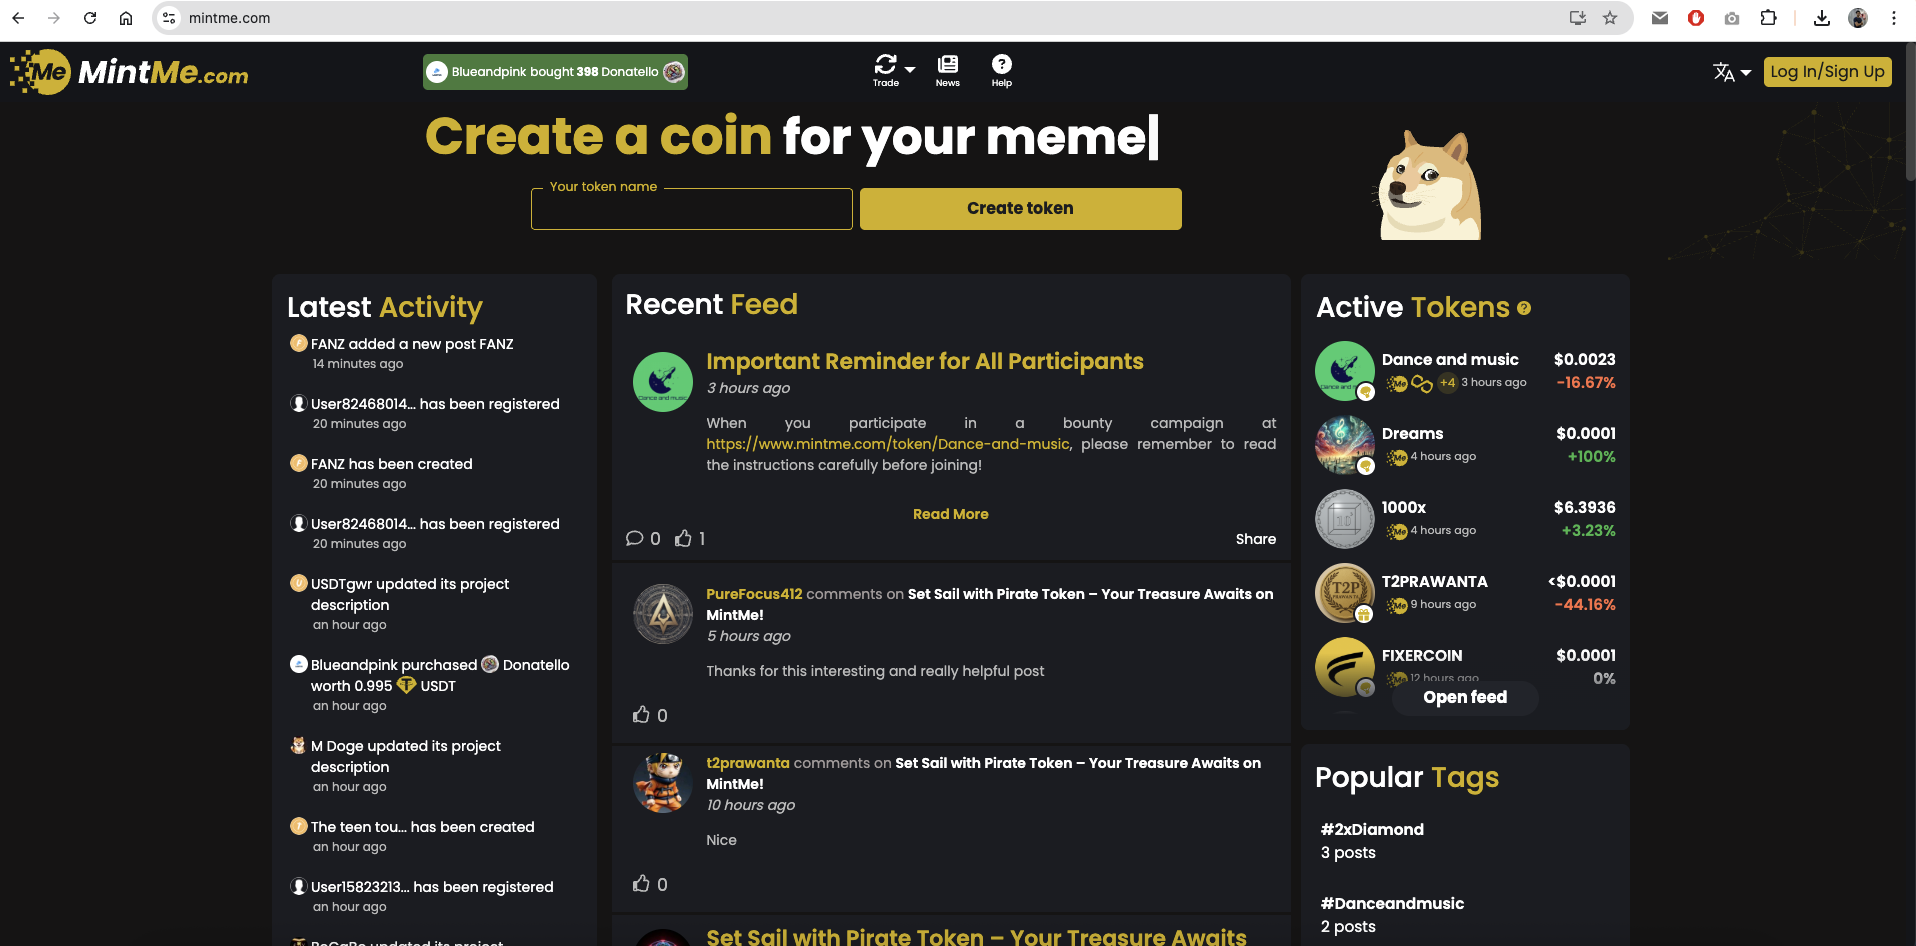 mintme.com
Me MintMe.com
Blueandpink bought 398 Donatello
Trade
News
Help
Log In/Sign Up
Create a coin for your meme
Your token name
Create token
Latest Activity
FANZ added a new post FANZ
14 minutes ago
User82468014... has been registered
20 minutes ago
FANZ has been created
20 minutes ago
User82468014... has been registered
20 minutes ago
USDTgwr updated its project
description
an hour ago
Blueandpink purchased Donatello
worth 0.995 USDT
an hour ago
M Doge updated its project
description
an hour ago
The teen tou... has been created
an hour ago
User15823213... has been registered
an hour ago
Recent Feed
Important Reminder for All Participants
3 hours ago
When you participate in a bounty campaign at
https://www.mintme.com/token/Dance-and-music, please remember to read
the instructions carefully before joining!
Read More
0 1
Share
PureFocus412 comments on Set Sail with Pirate Token – Your Treasure Awaits on
MintMe!
5 hours ago
Thanks for this interesting and really helpful post
0
t2prawanta comments on Set Sail with Pirate Token – Your Treasure Awaits on
MintMe!
10 hours ago
Nice
0
Set Sail with Pirate Token – Your Treasure Awaits
Active Tokens ?
Dance and music $0.0023
+4 3 hours ago -16.67%
Dreams $0.0001
4 hours ago +100%
1000x $6.3936
4 hours ago +3.23%
T2PRAWANTA <$0.0001
9 hours ago -44.16%
FIXERCOIN $0.0001
12 hours ago 0%
Open feed
Popular Tags
#2xDiamond
3 posts
#Danceandmusic
2 posts